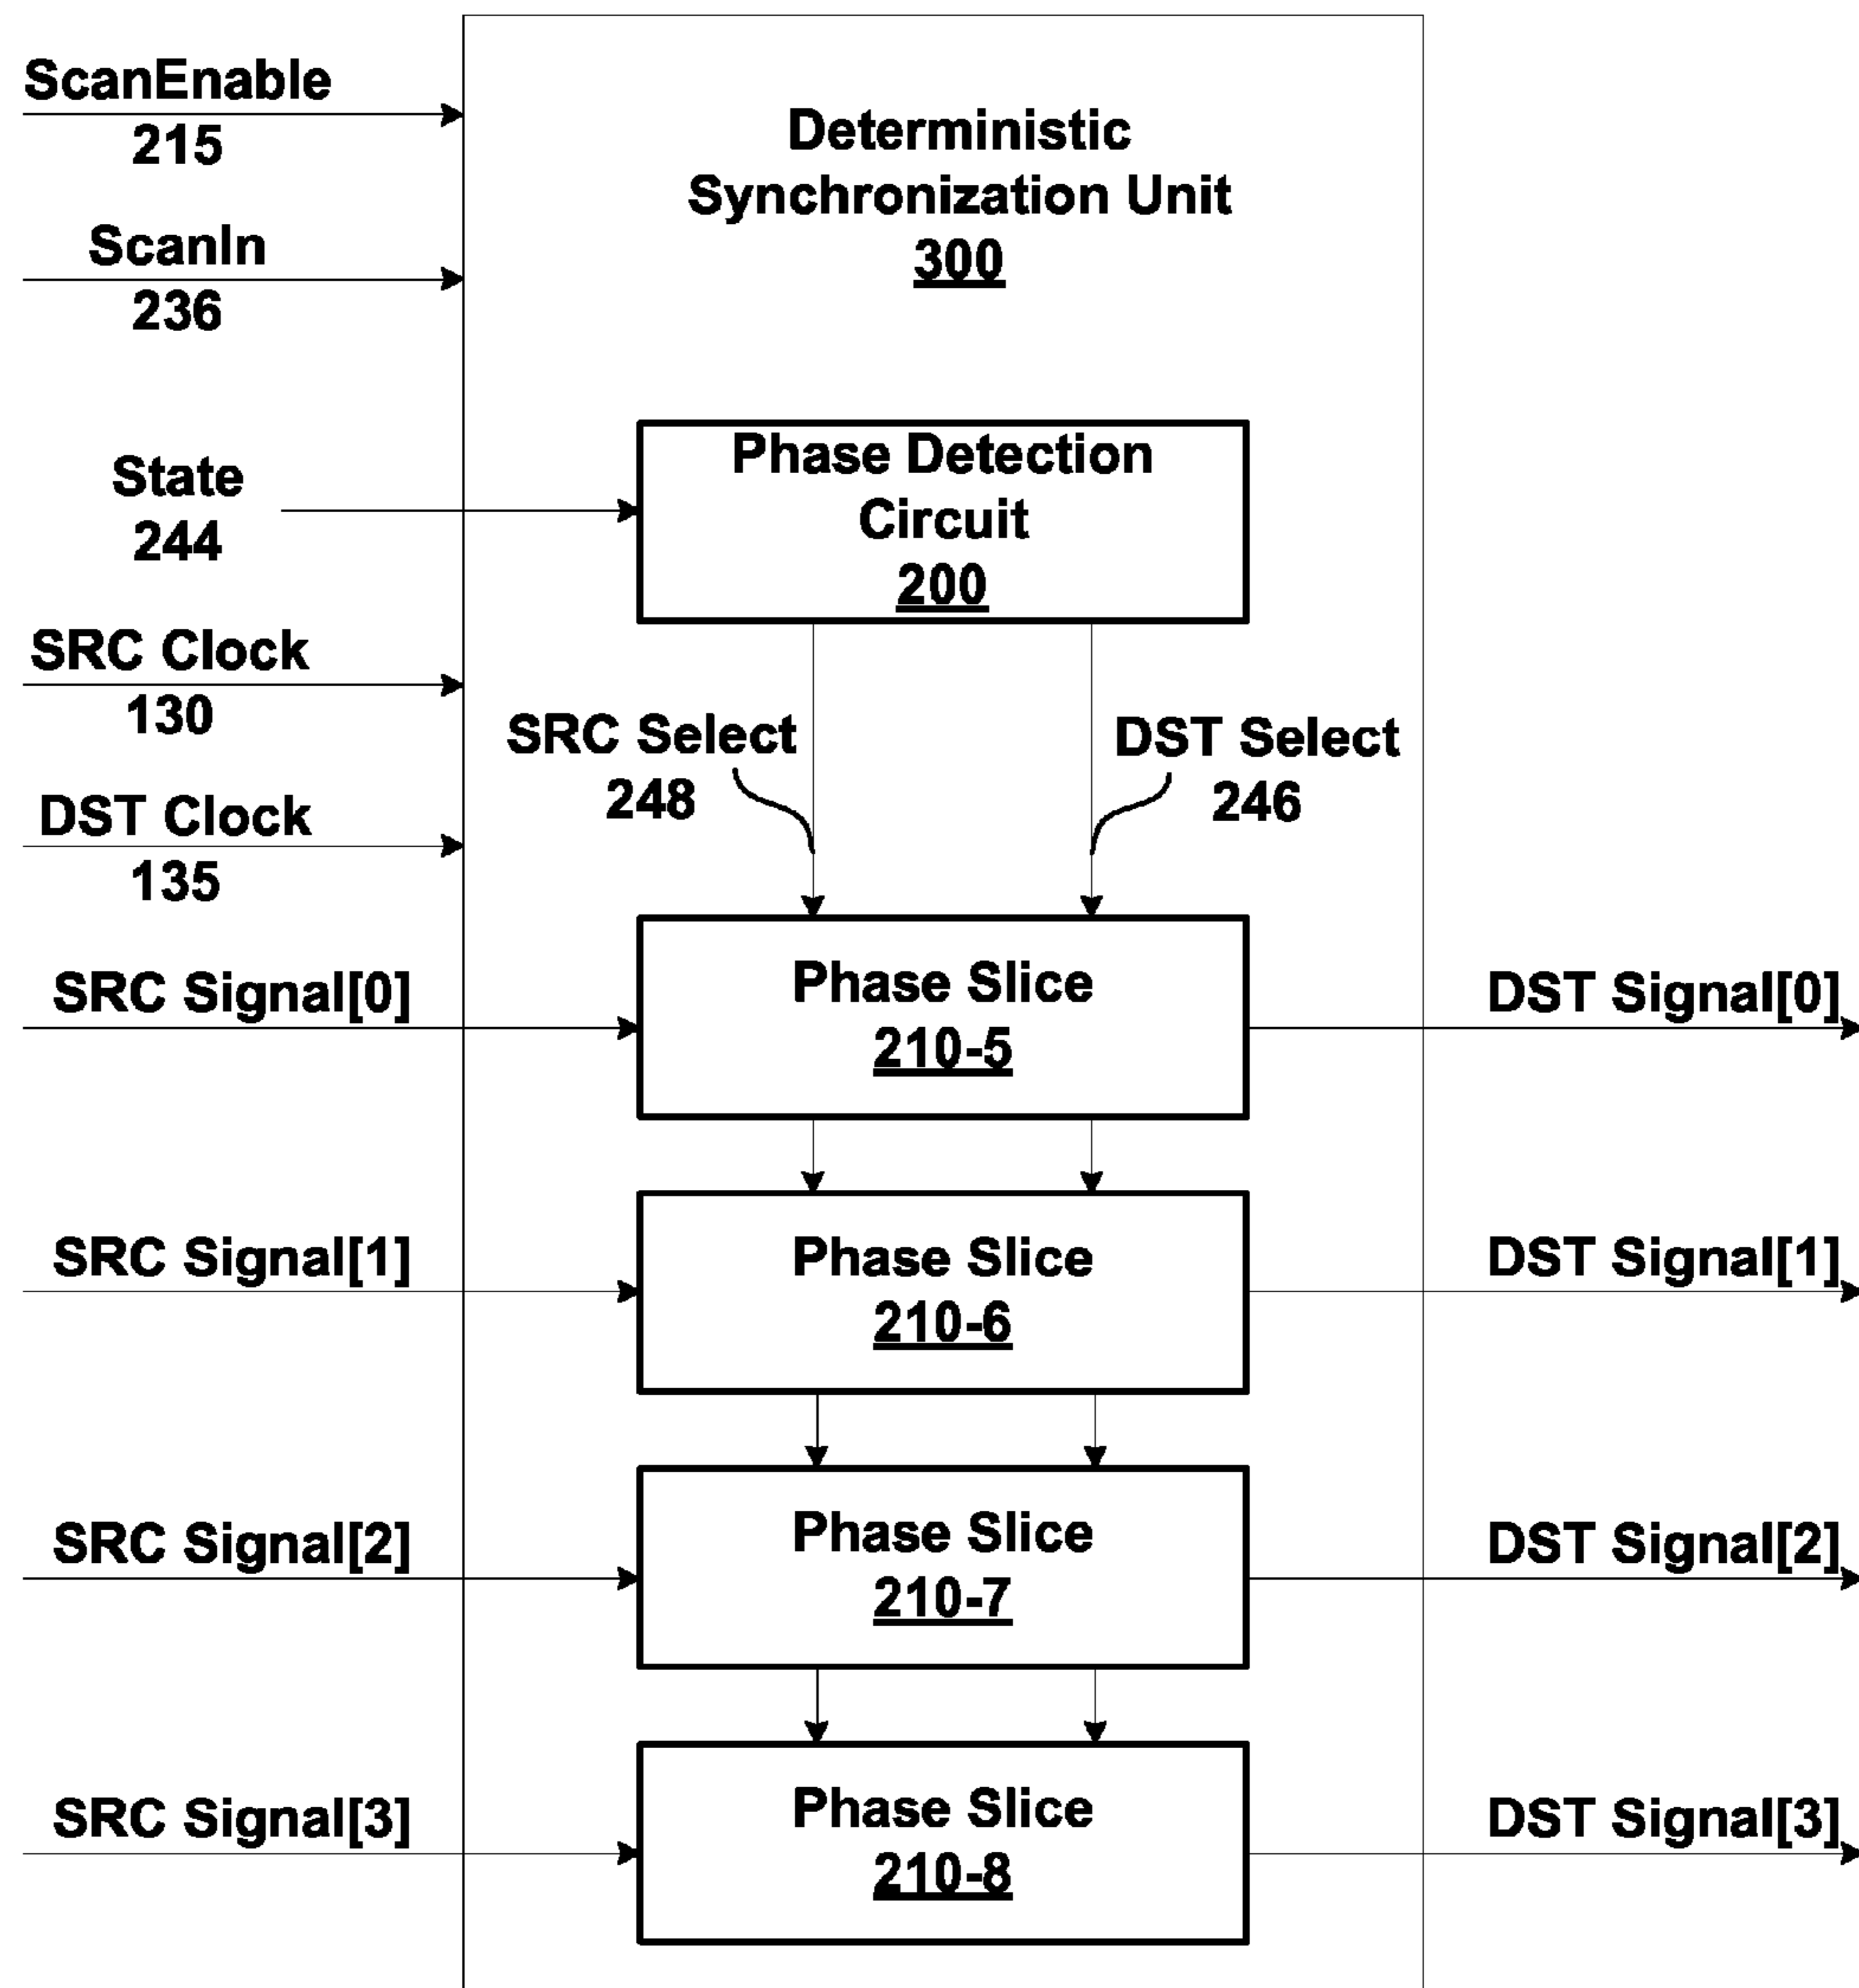 ScanEnable
215
ScanIn
236
Deterministic
Synchronization Unit
300
State
244
Phase Detection
Circuit
200
SRC Clock
130
SRC Select
248
DST Select
246
DST Clock
135
SRC Signal[0]
Phase Slice
210-5
DST Signal[0]
SRC Signal[1]
Phase Slice
210-6
DST Signal[1]
SRC Signal[2]
Phase Slice
210-7
DST Signal[2]
SRC Signal[3]
Phase Slice
210-8
DST Signal[3]